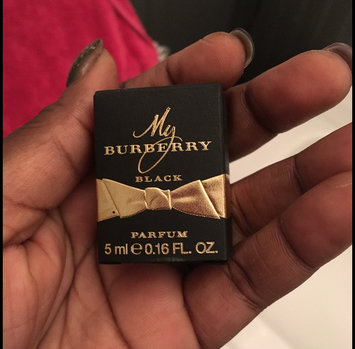 My
BURBERRY
BLACK
PARFUM
5 ml ℮ 0.16 FL. OZ.